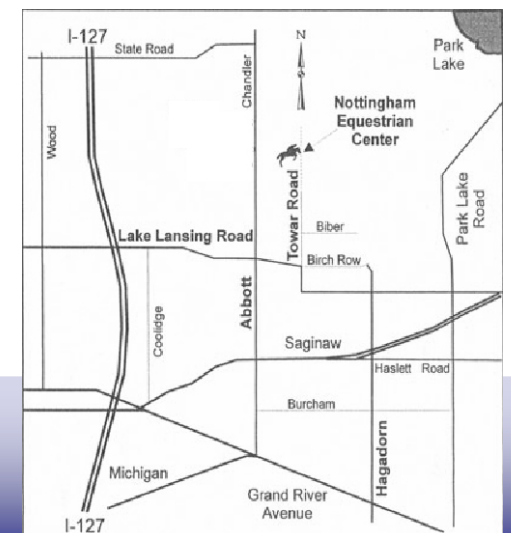 I-127
State Road
Chandler
N
Park
Lake
Nottingham
Equestrian
Center
Wood
Towar Road
Park Lake
Road
Lake Lansing Road
Biber
Birch Row
Coolidge
Abbott
Saginaw
Haslett Road
Burcham
Hagadorn
Michigan
Grand River
Avenue
I-127